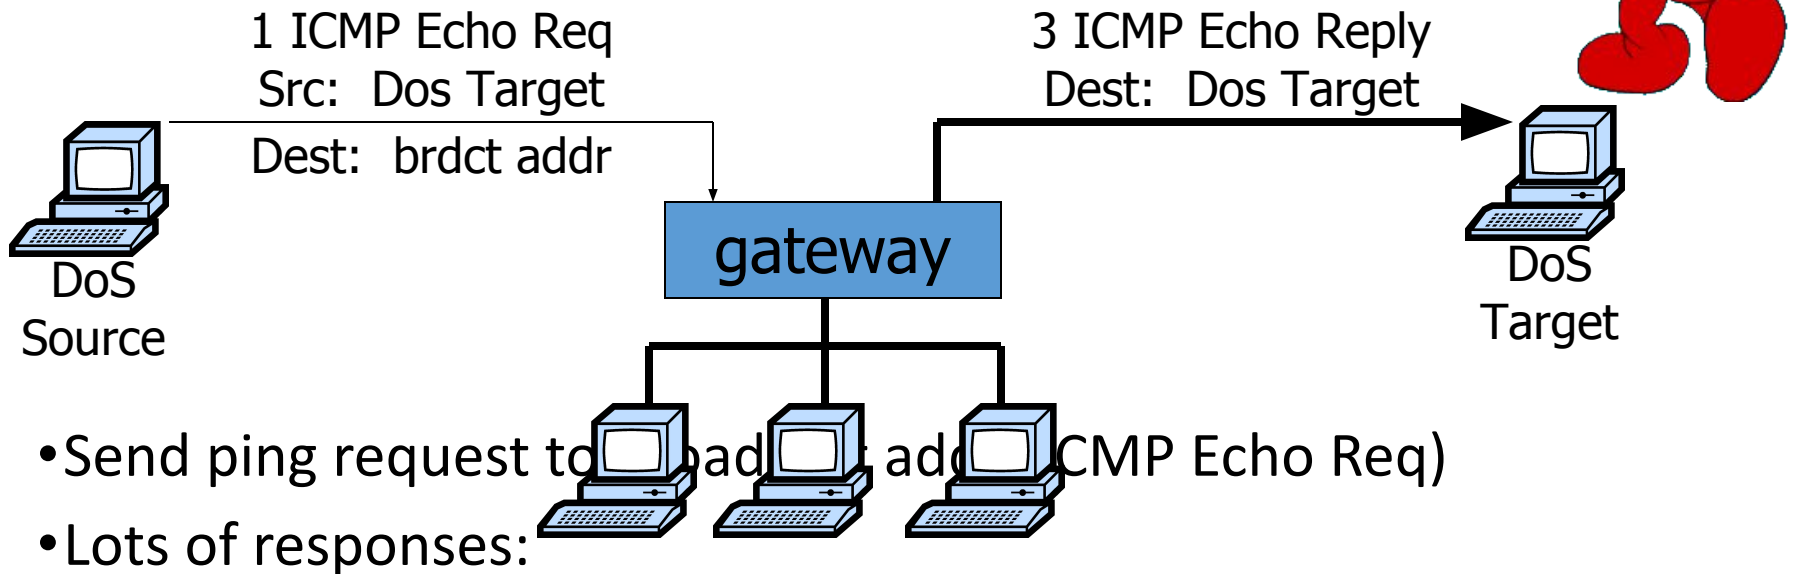 1 ICMP Echo Req
Src: Dos Target
Dest: brdct addr
3 ICMP Echo Reply
Dest: Dos Target
gateway
DoS
Source
DoS
Target
•Send ping request to CMP Echo Req)
•Lots of responses: